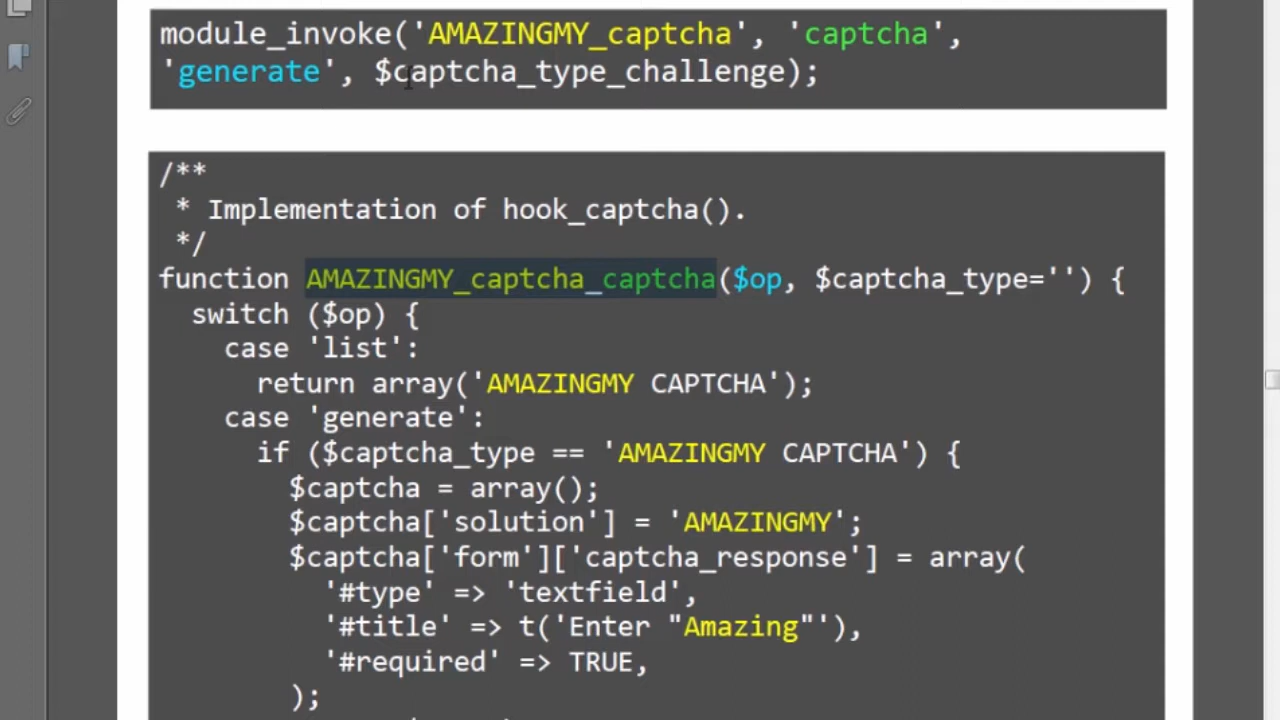 module_invoke('AMAZINGMY_captcha', 'captcha',
'generate', $captcha_type_challenge);
/**
* Implementation of hook_captcha().
*/
function AMAZINGMY_captcha_captcha($op, $captcha_type='') {
switch ($op) {
case 'list':
return array('AMAZINGMY CAPTCHA');
case 'generate':
if ($captcha_type == 'AMAZINGMY CAPTCHA') {
$captcha = array();
$captcha['solution'] = 'AMAZINGMY';
$captcha['form']['captcha_response'] = array(
'#type' => 'textfield',
'#title' => t('Enter "Amazing"'),
'#required' => TRUE,
);